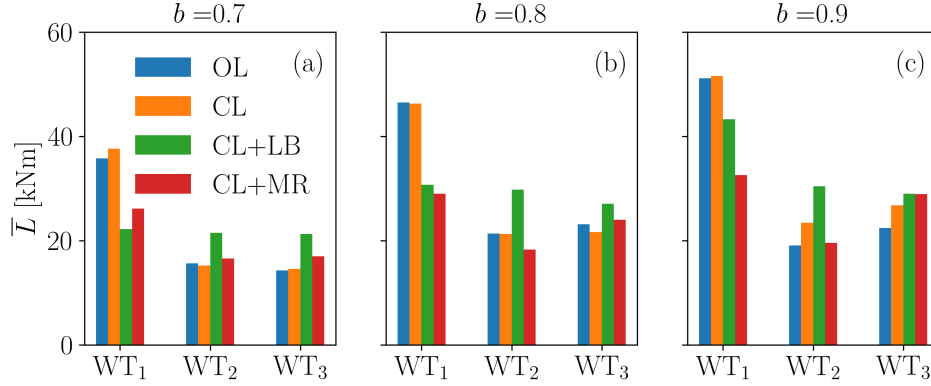 b =0.7 b =0.8 b =0.9
60
40
20
0
L̅ [kNm]
(a) (b) (c)
OL
CL
CL+LB
CL+MR
WT₁ WT₂ WT₃ WT₁ WT₂ WT₃ WT₁ WT₂ WT₃